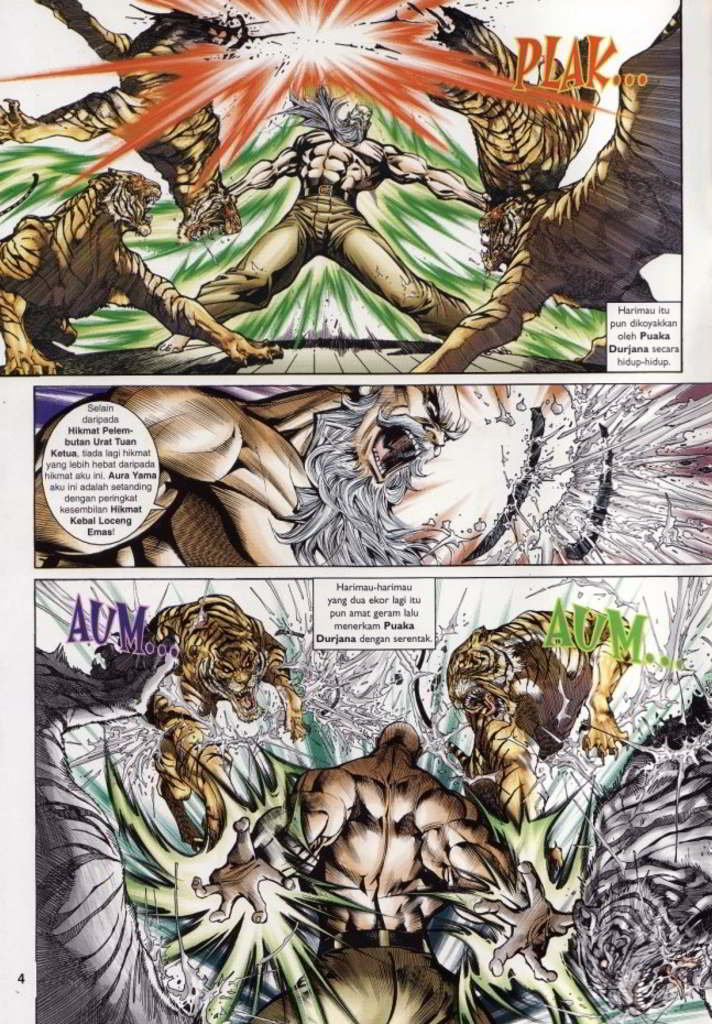 PLAK...
Harimau itu
pun dikoyakkan
oleh Puaka
Durjana secara
hidup-hidup.
Selain
daripada
Hikmat Pelem-
butan Urat Tuan
Ketua, tiada lagi hikmat
yang lebih hebat daripada
hikmat aku ini. Aura Yama
aku ini adalah setanding
dengan peringkat
kesembilan Hikmat
Kebal Loceng
Emas!
Harimau-harimau
yang dua ekor lagi itu
pun amat geram lalu
menerkam Puaka
Durjana dengan serentak.
AUM...
AUM...
4